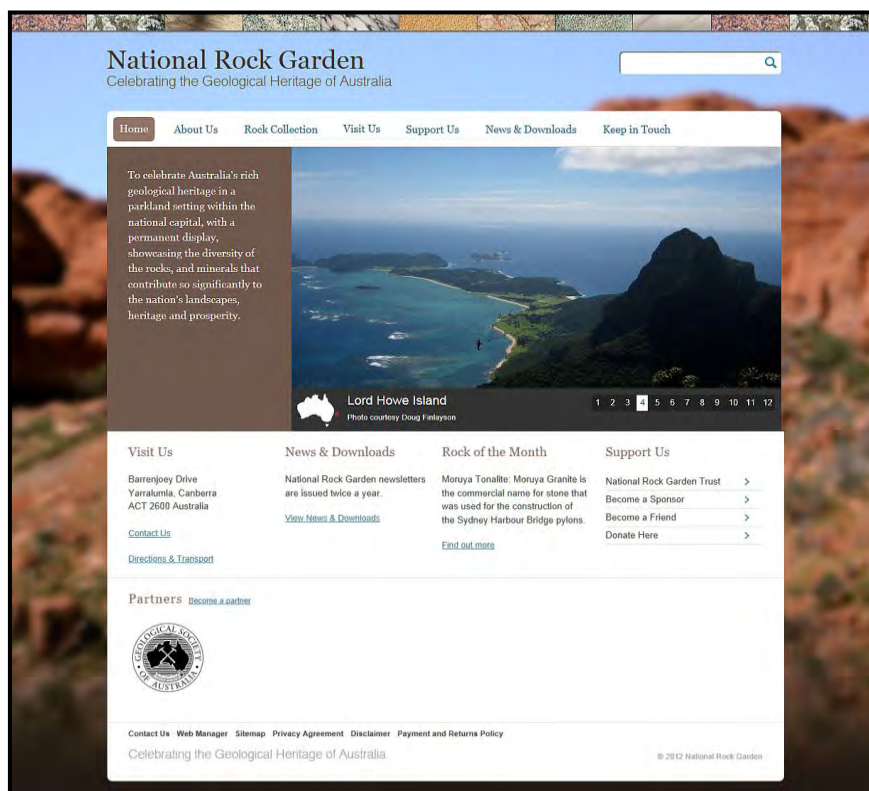 National Rock Garden
Celebrating the Geological Heritage of Australia
Home About Us Rock Collection Visit Us Support Us News & Downloads Keep in Touch
To celebrate Australia's rich
geological heritage in a
parkland setting within the
national capital, with a
permanent display,
showcasing the diversity of
the rocks, and minerals that
contribute so significantly to
the nation's landscapes,
heritage and prosperity.
Lord Howe Island
Photo courtesy Doug Finlayson
1 2 3 4 5 6 7 8 9 10 11 12
Visit Us
Barrenjoey Drive
Yarralumla, Canberra
ACT 2600 Australia
Contact Us
Directions & Transport
News & Downloads
National Rock Garden newsletters
are issued twice a year.
View News & Downloads
Rock of the Month
Moruya Tonalite: Moruya Granite is
the commercial name for stone that
was used for the construction of
the Sydney Harbour Bridge pylons.
Find out more
Support Us
National Rock Garden Trust
Become a Sponsor
Become a Friend
Donate Here
Partners Become a partner
GEOLOGICAL SOCIETY
OF AUSTRALIA
Contact Us Web Manager Sitemap Privacy Agreement Disclaimer Payment and Returns Policy
Celebrating the Geological Heritage of Australia
© 2012 National Rock Garden